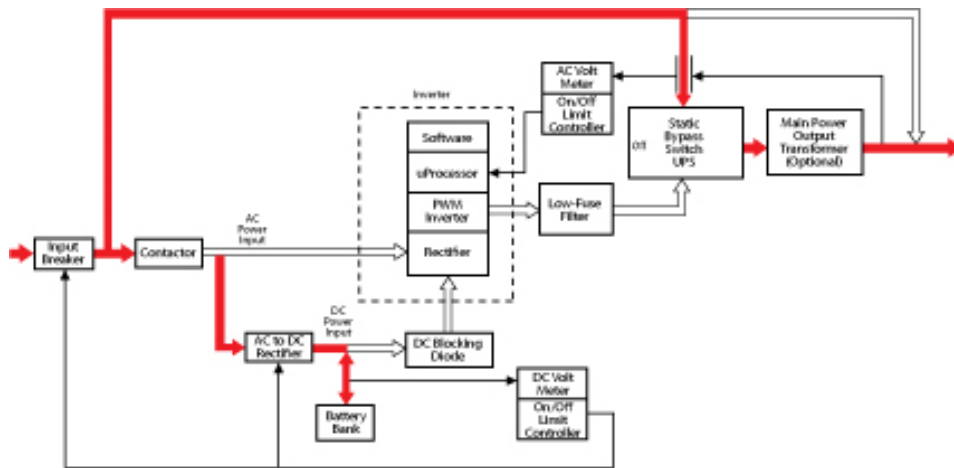 Inverter
AC Volt
Meter
On/Off
Limit
Controller
Software
uProcessor
PWM
Inverter
Rectifier
Off
Static
Bypass
Switch
UPS
Main Power
Output
Transformer
(Optional)
Low-Fuse
Filter
AC
Power
Input
Input
Breaker
Contactor
DC
Power
Input
AC to DC
Rectifier
DC Blocking
Diode
Battery
Bank
DC Volt
Meter
On/Off
Limit
Controller